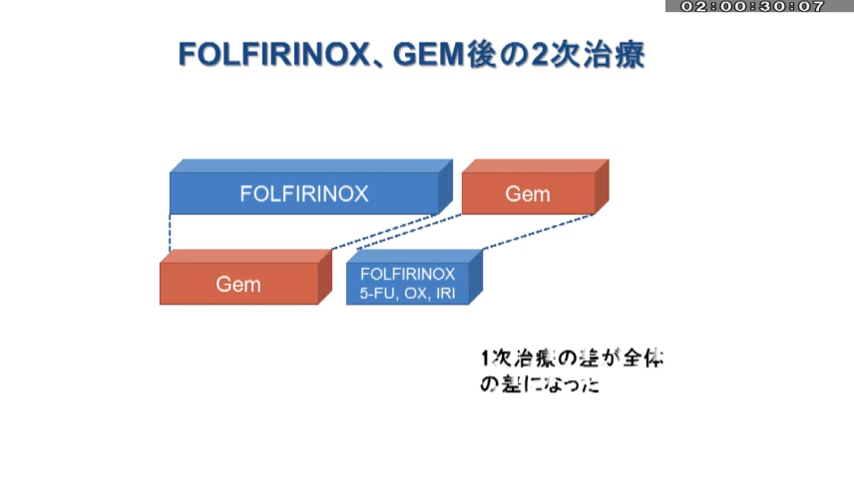 02:00:30:07
FOLFIRINOX、GEM後の2次治療
FOLFIRINOX
Gem
Gem
FOLFIRINOX
5-FU, OX, IRI
1次治療の差が全体
の差になった